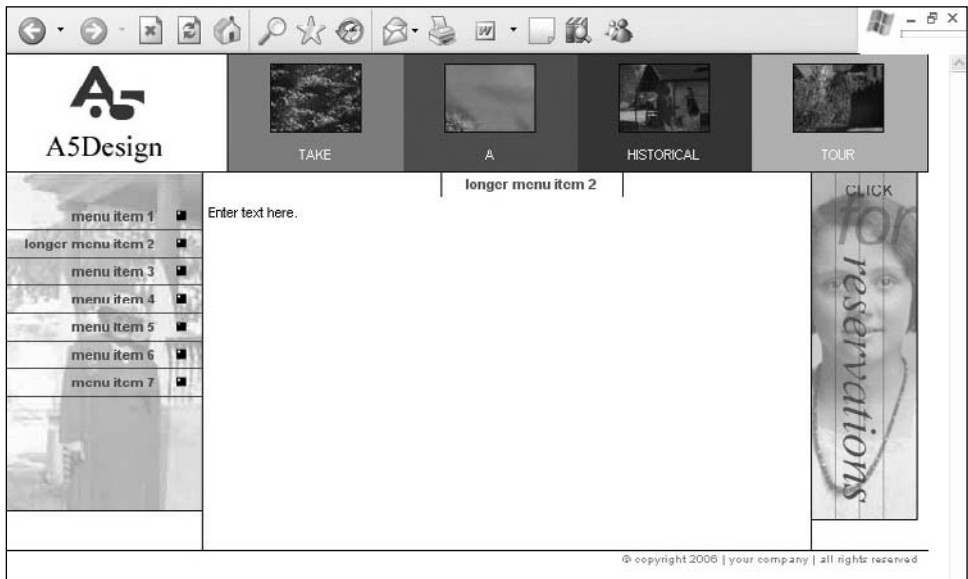 A5Design
TAKE
A
HISTORICAL
TOUR
longer menu item 2
menu item 1
longer menu item 2
menu item 3
menu item 4
menu item 5
menu item 6
menu item 7
Enter text here.
CLICK
for
reservations
© copyright 2006 | your company | all rights reserved